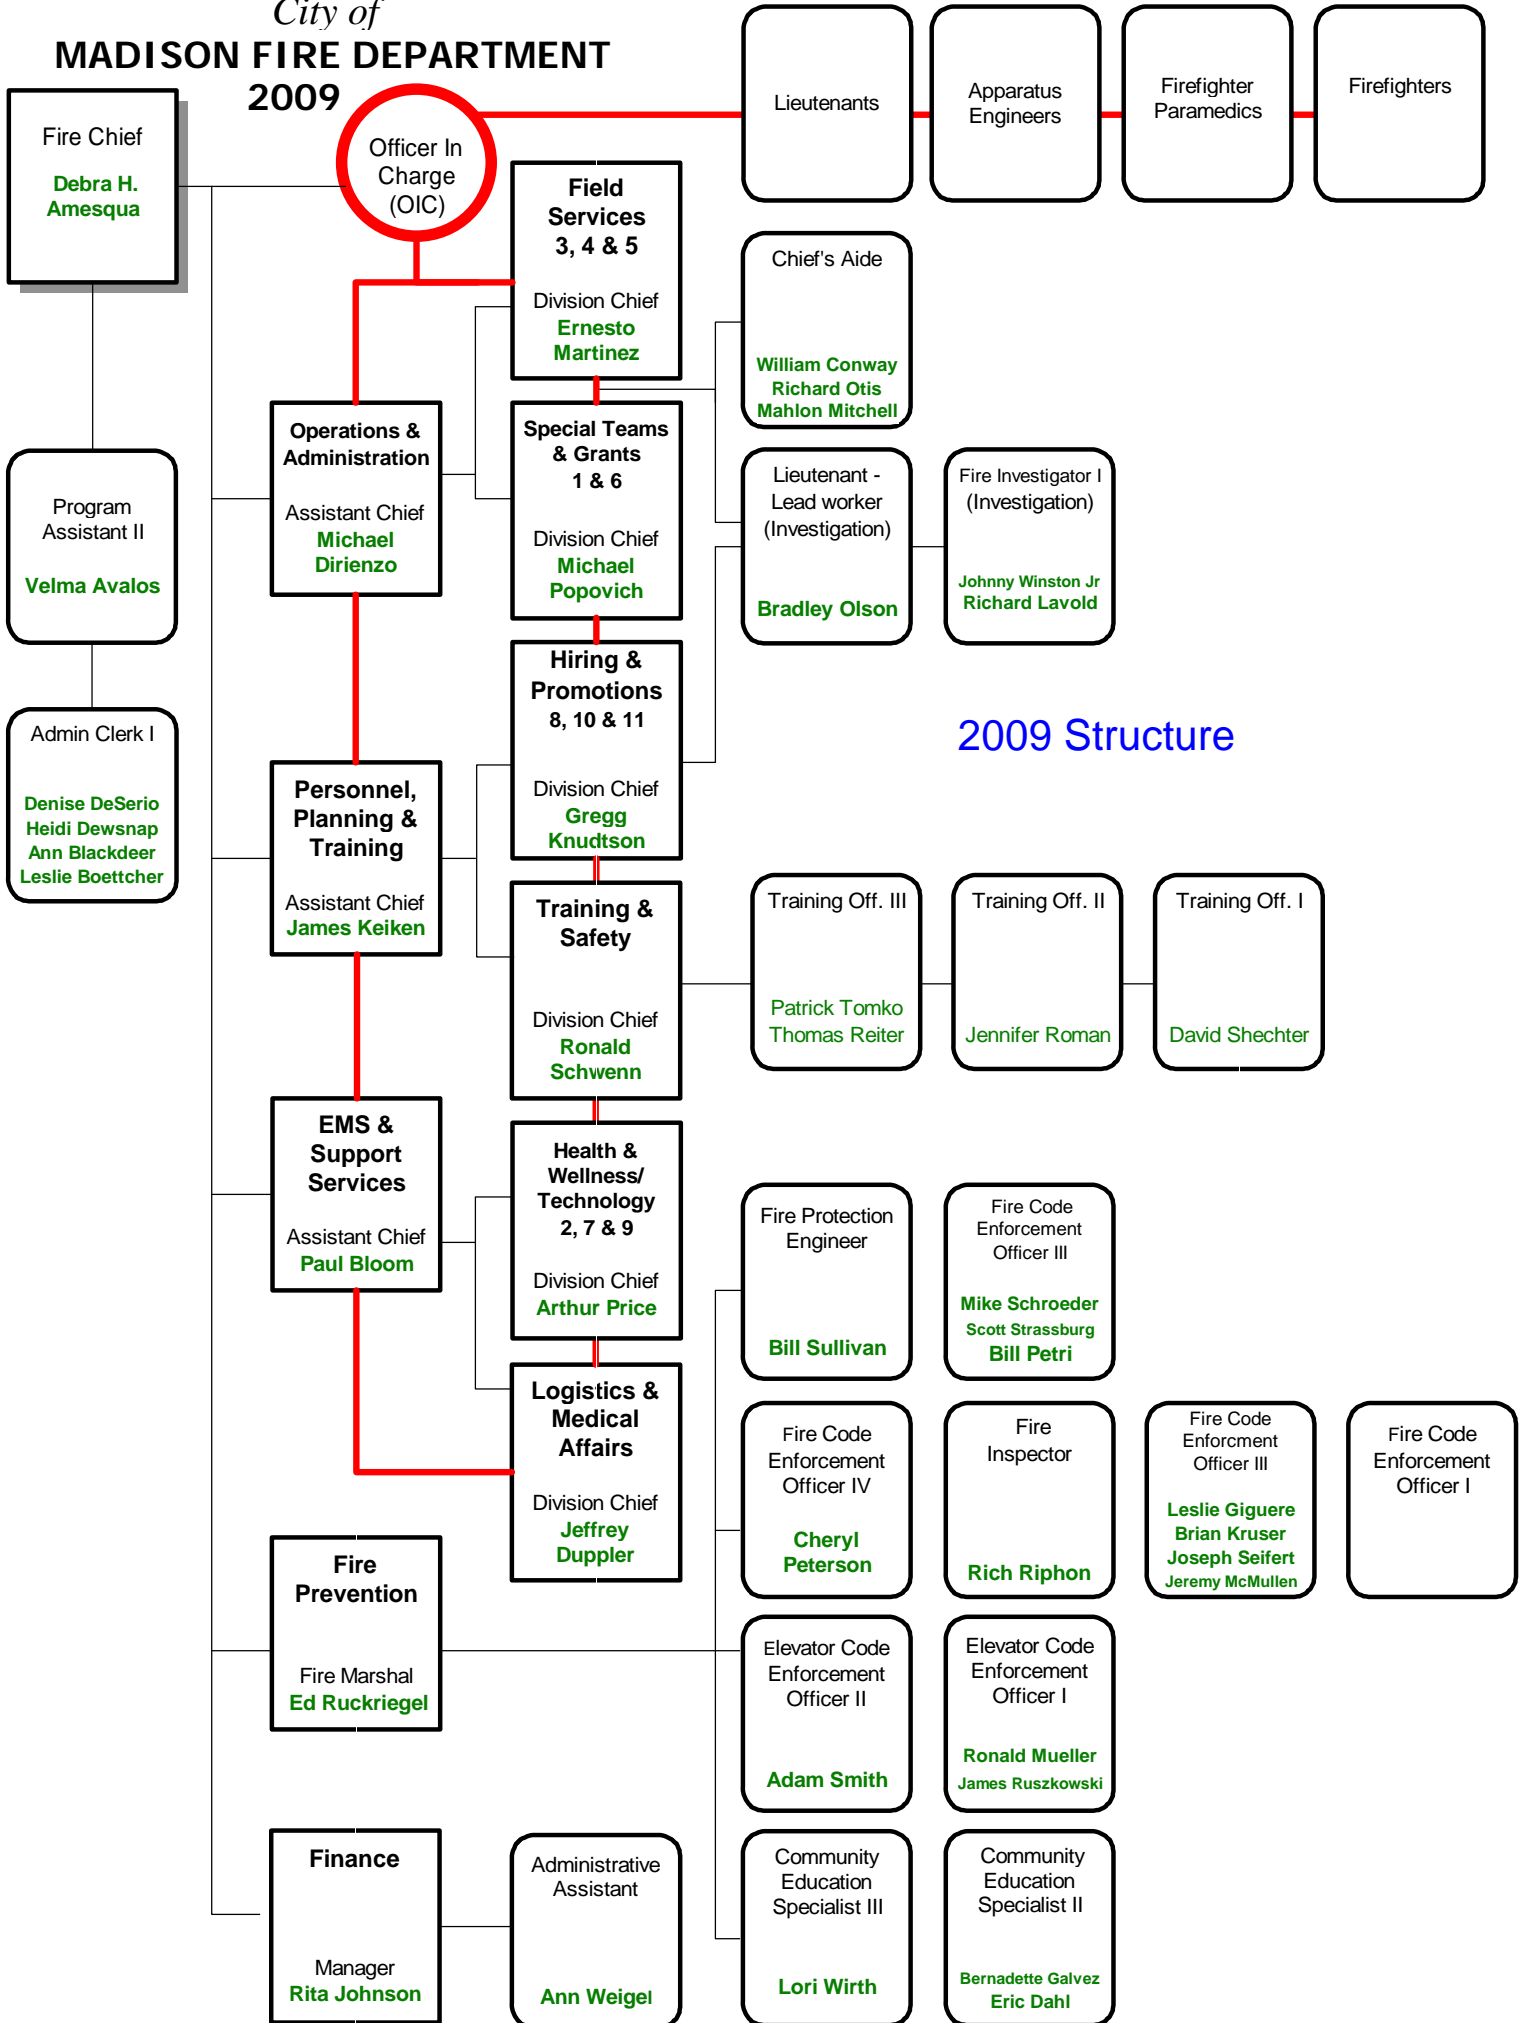 City of
MADISON FIRE DEPARTMENT
2009
Fire Chief
Debra H.
Amesqua
Officer In
Charge
(OIC)
Lieutenants
Apparatus
Engineers
Firefighter
Paramedics
Firefighters
Program
Assistant II
Velma Avalos
Admin Clerk I
Denise DeSerio
Heidi Dewsnap
Ann Blackdeer
Leslie Boettcher
Operations &
Administration
Assistant Chief
Michael
Dirienzo
Field
Services
3, 4 & 5
Division Chief
Ernesto
Martinez
Special Teams
& Grants
1 & 6
Division Chief
Michael
Popovich
Chief's Aide
William Conway
Richard Otis
Mahlon Mitchell
Lieutenant -
Lead worker
(Investigation)
Bradley Olson
Fire Investigator I
(Investigation)
Johnny Winston Jr
Richard Lavold
2009 Structure
Personnel,
Planning &
Training
Assistant Chief
James Keiken
Hiring &
Promotions
8, 10 & 11
Division Chief
Gregg
Knudtson
Training &
Safety
Division Chief
Ronald
Schwenn
Training Off. III
Patrick Tomko
Thomas Reiter
Training Off. II
Jennifer Roman
Training Off. I
David Shechter
EMS &
Support
Services
Assistant Chief
Paul Bloom
Health &
Wellness/
Technology
2, 7 & 9
Division Chief
Arthur Price
Logistics &
Medical
Affairs
Division Chief
Jeffrey
Duppler
Fire Prevention
Engineer
Bill Sullivan
Fire Code
Enforcement
Officer III
Mike Schroeder
Scott Strassburg
Bill Petri
Fire Code
Enforcement
Officer IV
Cheryl
Peterson
Fire
Inspector
Rich Riphon
Fire Code
Enforcment
Officer III
Leslie Giguere
Brian Kruser
Joseph Seifert
Jeremy McMullen
Fire Code
Enforcement
Officer I
Fire
Prevention
Fire Marshal
Ed Ruckriegel
Elevator Code
Enforcement
Officer II
Adam Smith
Elevator Code
Enforcement
Officer I
Ronald Mueller
James Ruszkowski
Finance
Manager
Rita Johnson
Administrative
Assistant
Ann Weigel
Community
Education
Specialist III
Lori Wirth
Community
Education
Specialist II
Bernadette Galvez
Eric Dahl